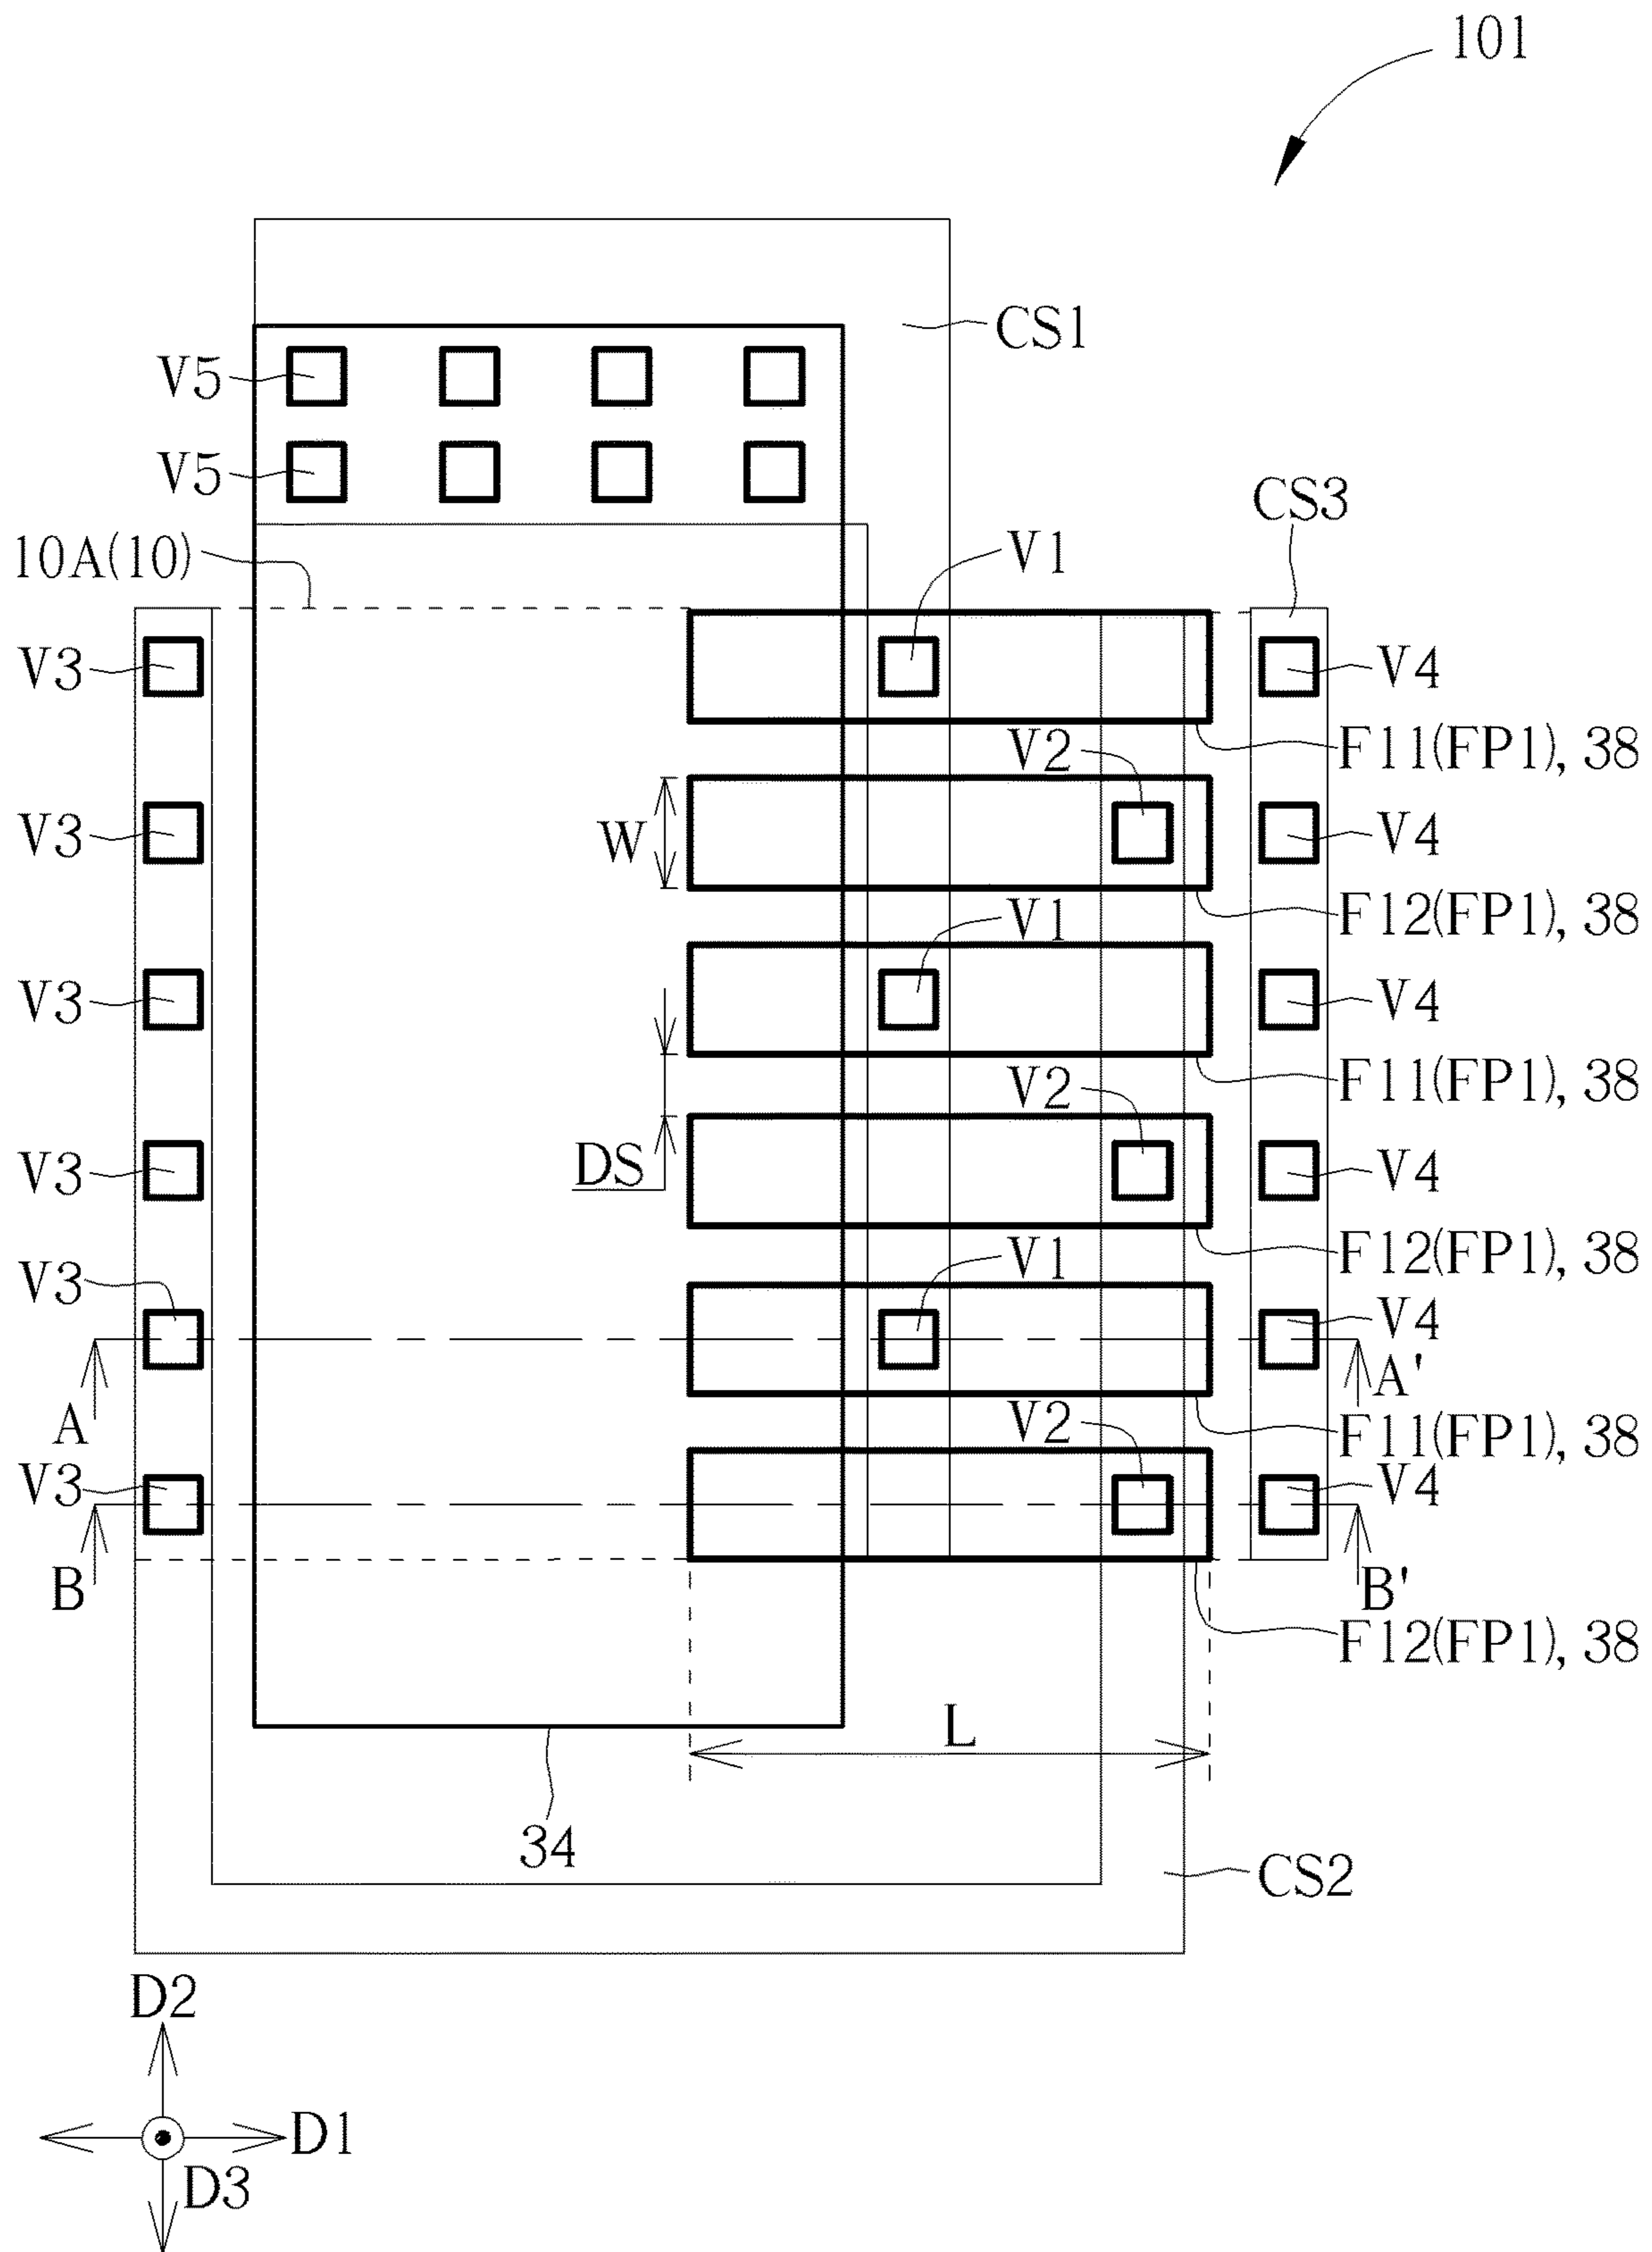 101
CS1
V5
V5
CS3
10A(10)
V1
V3
V4
F11(FP1), 38
V2
W
V3
V4
F12(FP1), 38
V1
V3
V4
F11(FP1), 38
V2
DS
V3
V4
F12(FP1), 38
V1
V3
V4
A
A'
F11(FP1), 38
V2
V3
V4
B
B'
F12(FP1), 38
L
34
CS2
D2
D1
D3